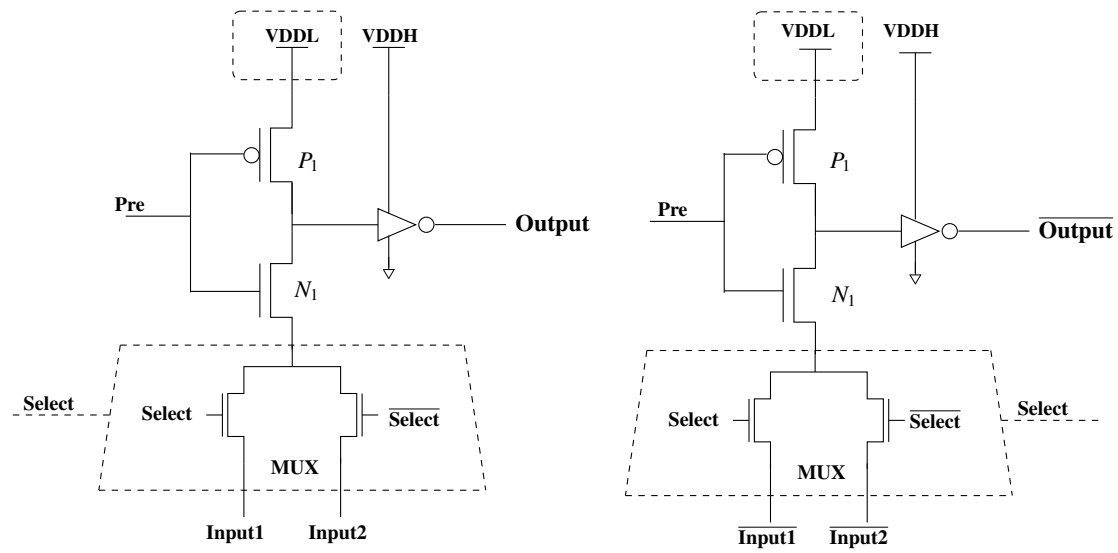 VDDL
VDDH
P1
Pre
Output
N1
Select
Select
Select
MUX
Input1
Input2
VDDL
VDDH
P1
Pre
Output
N1
Select
Select
Select
MUX
Input1
Input2